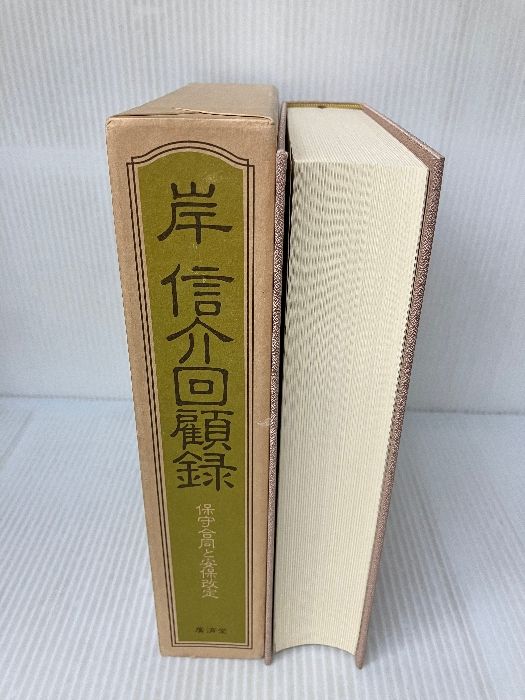 岸信介回顧録
保守合同と安保改定
廣済堂